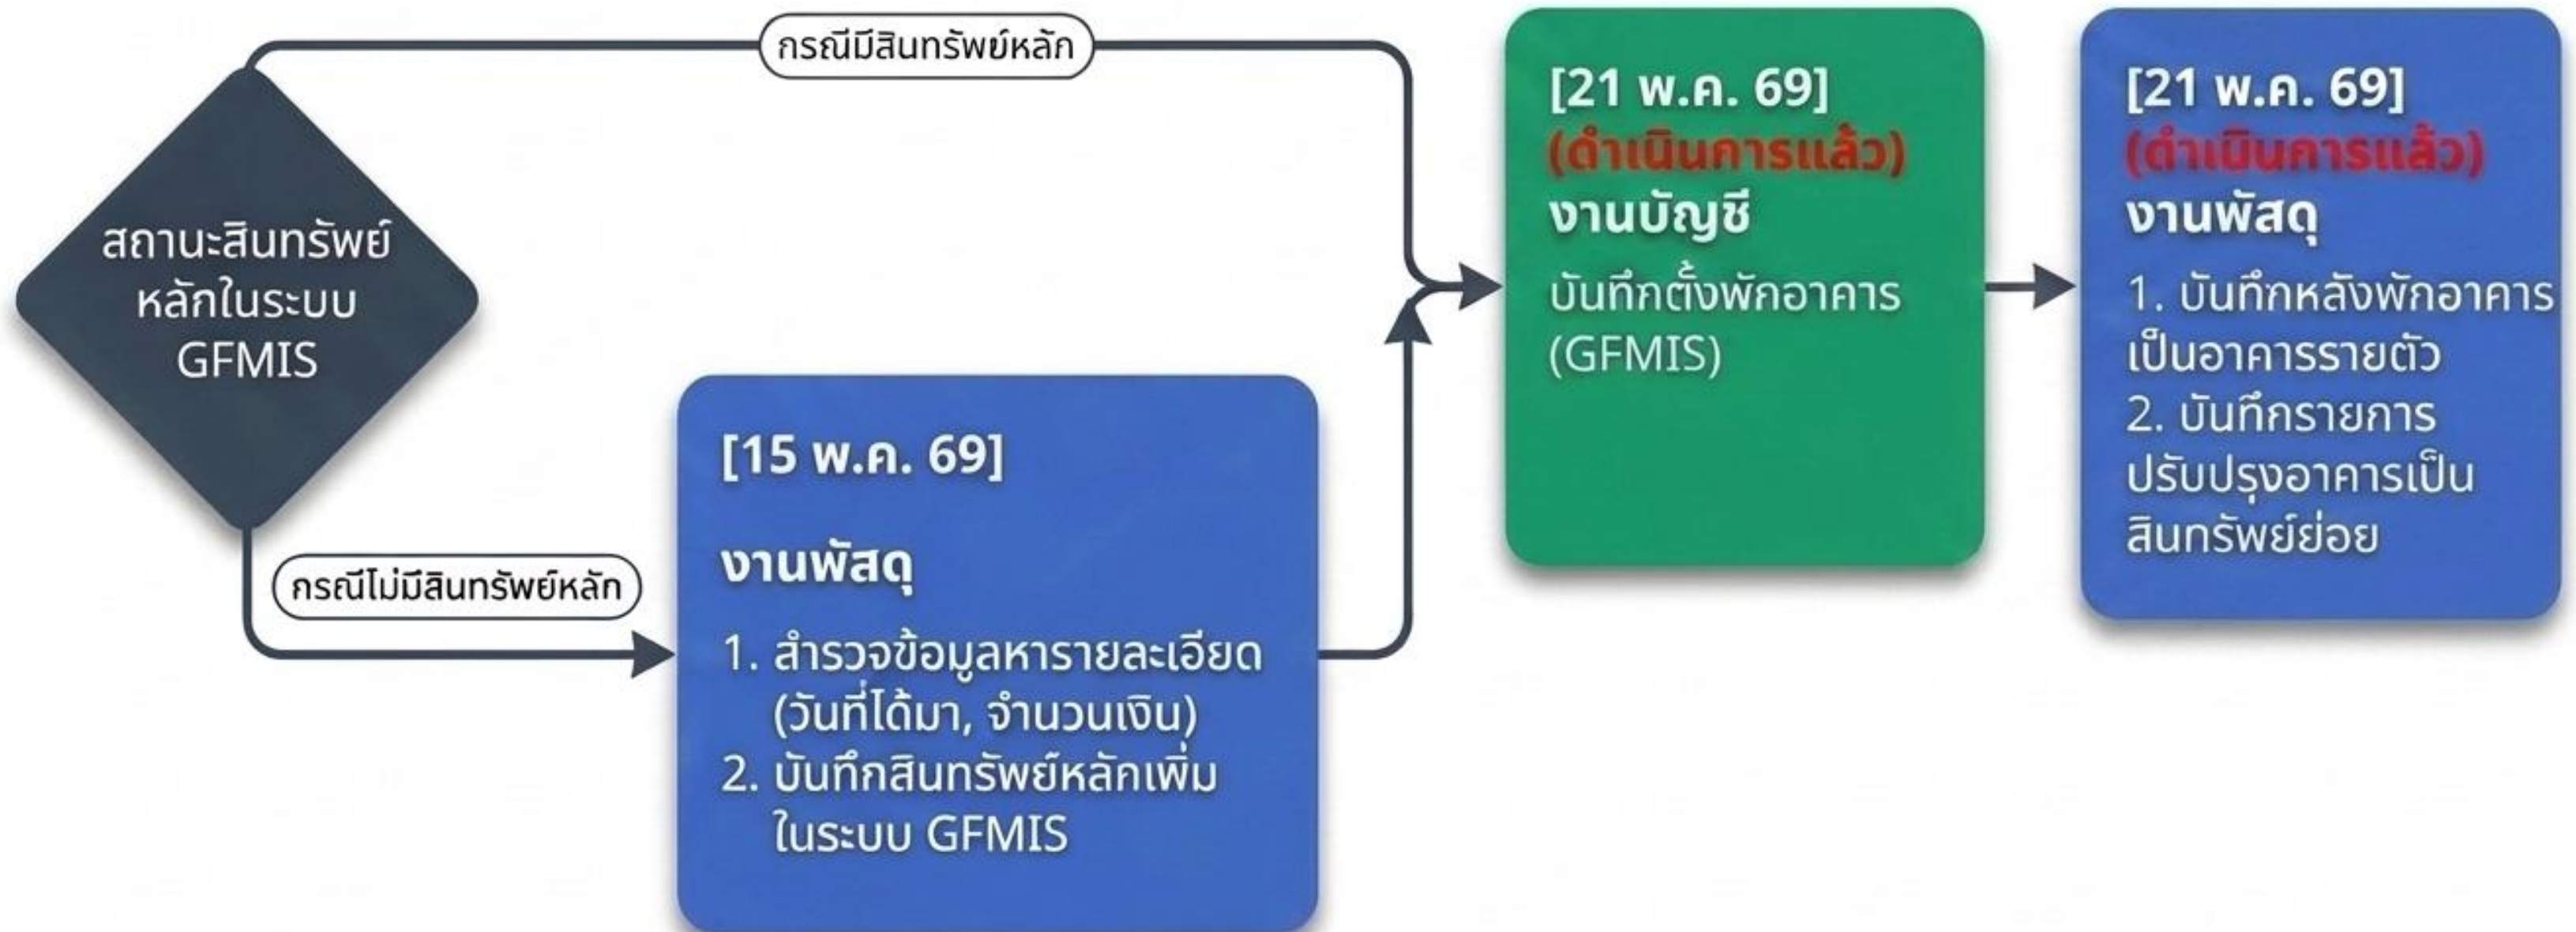 กรณีมีสินทรัพย์หลัก
สถานะสินทรัพย์
หลักในระบบ
GFMIS
กรณีไม่มีสินทรัพย์หลัก
[15 พ.ค. 69]
งานพัสดุ
1. สำรวจข้อมูลหารายละเอียด
(วันที่ได้มา, จำนวนเงิน)
2. บันทึกสินทรัพย์หลักเพิ่ม
ในระบบ GFMIS
[21 พ.ค. 69]
(ดำเนินการแล้ว)
งานบัญชี
บันทึกตั้งพักอาคาร
(GFMIS)
[21 พ.ค. 69]
(ดำเนินการแล้ว)
งานพัสดุ
1. บันทึกหลังพักอาคาร
เป็นอาคารรายตัว
2. บันทึกรายการ
ปรับปรุงอาคารเป็น
สินทรัพย์ย่อย